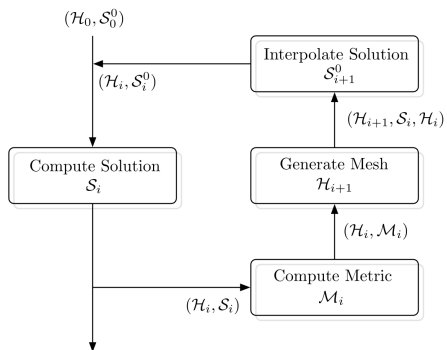 (ℋ₀, 𝒮₀⁰)
Interpolate Solution
𝒮ᵢ₊₁⁰
(ℋᵢ, 𝒮ᵢ⁰)
(ℋᵢ₊₁, 𝒮ᵢ, ℋᵢ)
Compute Solution
𝒮ᵢ
Generate Mesh
ℋᵢ₊₁
(ℋᵢ, ℳᵢ)
Compute Metric
ℳᵢ
(ℋᵢ, 𝒮ᵢ)